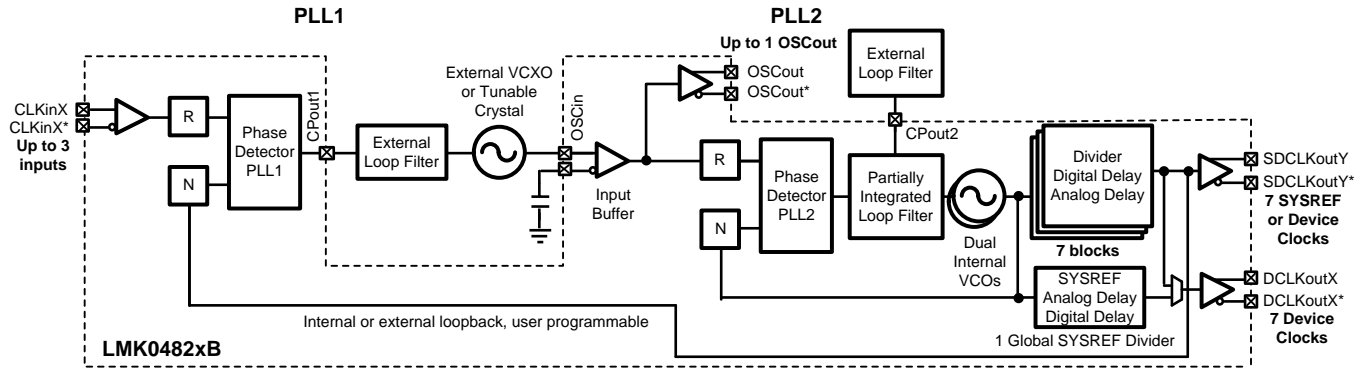 PLL1
PLL2
Up to 1 OSCout
External
Loop Filter
External VCXO
or Tunable
Crystal
OSCout
OSCout*
CLKinX
CLKinX*
Up to 3
inputs
R
N
Phase
Detector
PLL1
CPout1
External
Loop Filter
OSCin
Input
Buffer
R
N
Phase
Detector
PLL2
CPout2
Partially
Integrated
Loop Filter
Dual
Internal
VCOs
Divider
Digital Delay
Analog Delay
7 blocks
SYSREF
Analog Delay
Digital Delay
1 Global SYSREF Divider
SDCLKoutY
SDCLKoutY*
7 SYSREF
or Device
Clocks
DCLKoutX
DCLKoutX*
7 Device
Clocks
Internal or external loopback, user programmable
LMK0482xB